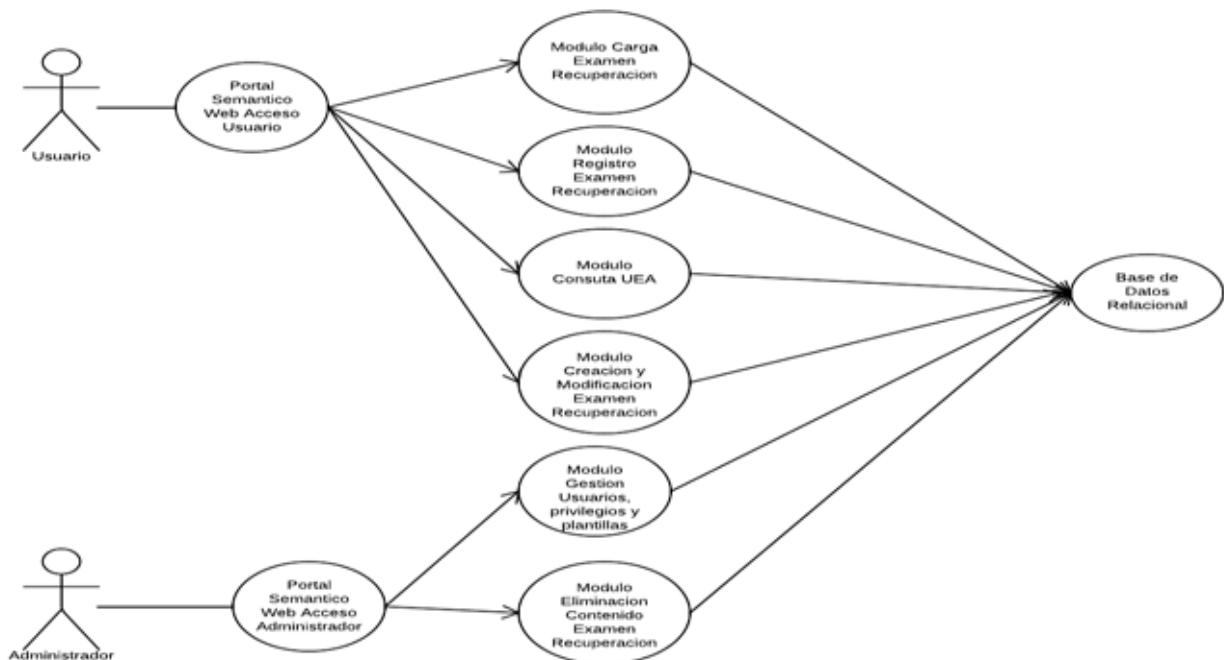 Modulo Carga
Examen
Recuperacion
Portal
Semantico
Web Acceso
Usuario
Usuario
Modulo
Registro
Examen
Recuperacion
Modulo
Consuta UEA
Base de
Datos
Relacional
Modulo
Creacion y
Modificacion
Examen
Recuperacion
Modulo
Gestion
Usuarios,
privilegios y
plantillas
Portal
Semantico
Web Acceso
Administrador
Administrador
Modulo
Eliminacion
Contenido
Examen
Recuperacion